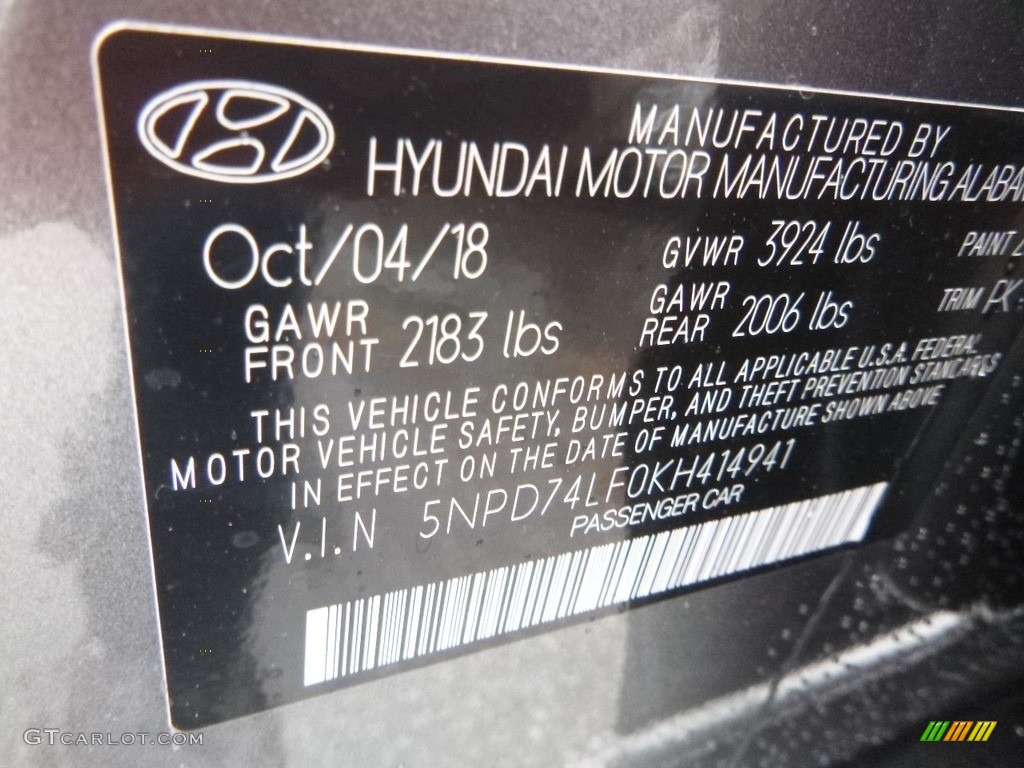 MANUFACTURED BY
HYUNDAI MOTOR MANUFACTURING
Oct/04/18 GVWR 3924 lbs PAINT
GAWR FRONT 2183 lbs GAWR REAR 2006 lbs TRIM
THIS VEHICLE CONFORMS TO ALL APPLICABLE U.S.A. FEDERAL
MOTOR VEHICLE SAFETY, BUMPER, AND THEFT PREVENTION STANDARDS
IN EFFECT ON THE DATE OF MANUFACTURE SHOWN ABOVE
V.I.N 5NPD74LF0KH414941
PASSENGER CAR
GTCARLOT.COM